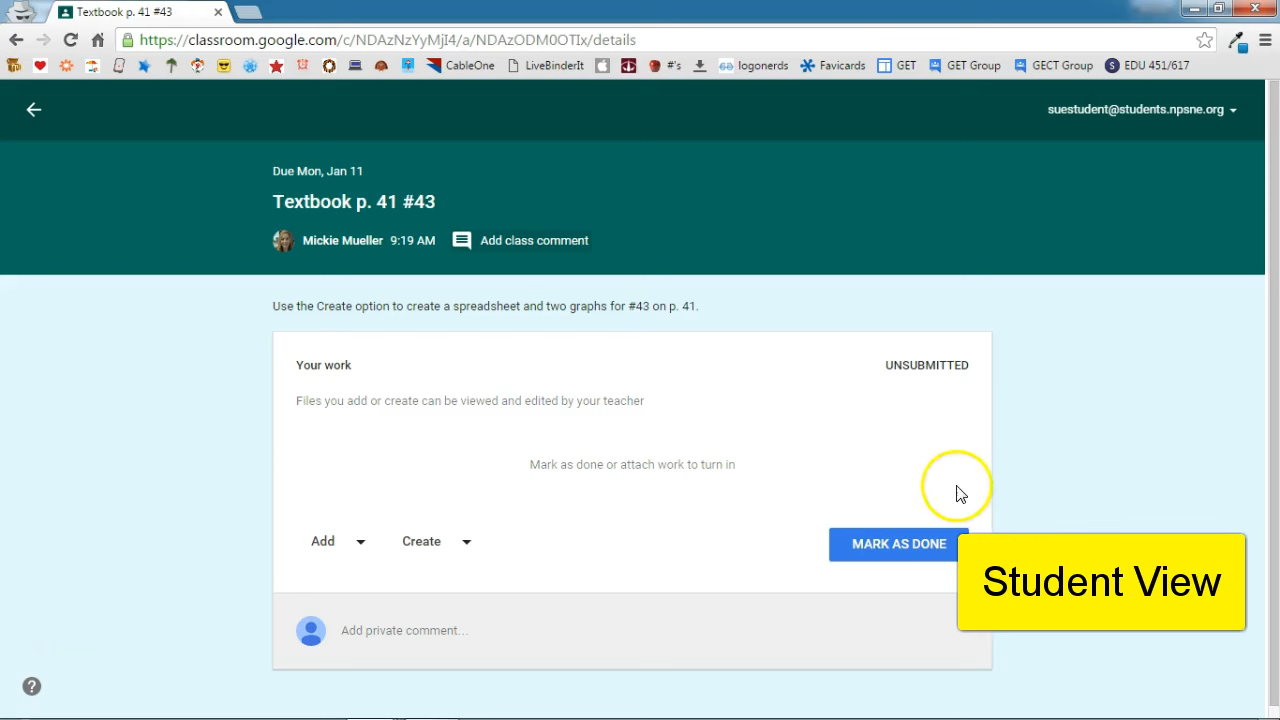 Textbook p. 41 #43
https://classroom.google.com/c/NDAzNzYyMjI4/a/NDAzODM0OTIx/details
CableOne LiveBinderIt #'s logonerds Favicards GET GET Group GECT Group EDU 451/617
suestudent@students.npsne.org
Due Mon, Jan 11
Textbook p. 41 #43
Mickie Mueller 9:19 AM Add class comment
Use the Create option to create a spreadsheet and two graphs for #43 on p. 41.
Your work UNSUBMITTED
Files you add or create can be viewed and edited by your teacher
Mark as done or attach work to turn in
Add Create MARK AS DONE
Student View
Add private comment...